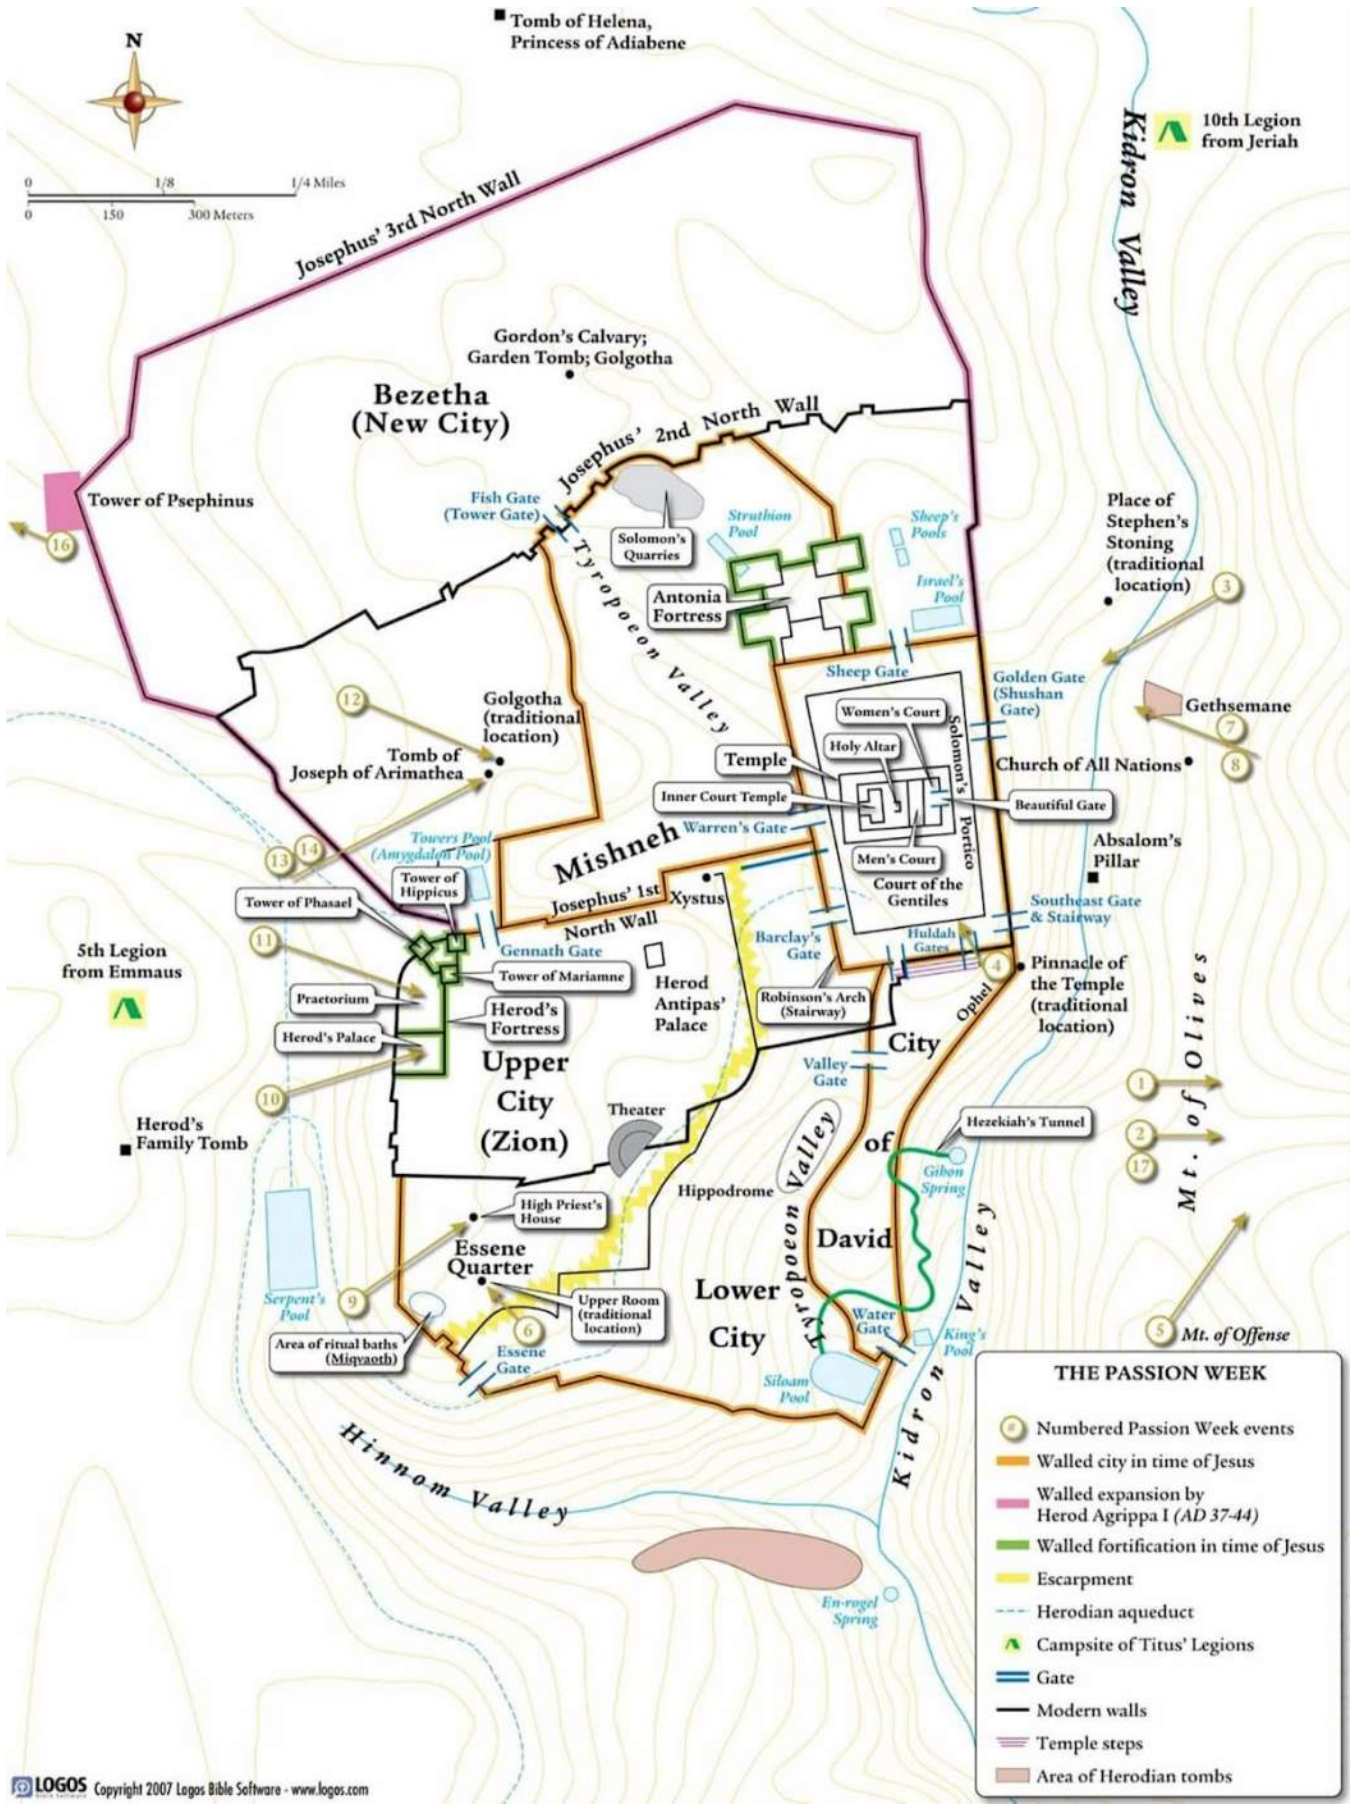 Tomb of Helena,
Princess of Adiabene
N
10th Legion
from Jeriah
Kidron Valley
0
1/8
1/4 Miles
0
150
300 Meters
Josephus' 3rd North Wall
Gordon's Calvary;
Garden Tomb; Golgotha
Bezetha
(New City)
Josephus' 2nd North Wall
Tower of Psephinus
16
Fish Gate
(Tower Gate)
Solomon's
Quarries
Struthion
Pool
Sheep's
Pools
Place of
Stephen's
Stoning
(traditional
location)
3
Tyropoeon Valley
Antonia
Fortress
Israel's
Pool
Sheep Gate
Golden Gate
(Shushan
Gate)
Gethsemane
7
8
12
Golgotha
(traditional
location)
Tomb of
Joseph of Arimathea
Women's Court
Holy Altar
Solomon's Portico
Temple
Inner Court Temple
Church of All Nations
Beautiful Gate
Warren's Gate
Men's Court
Court of the
Gentiles
Absalom's
Pillar
13
14
Towers Pool
(Amygdalon Pool)
Mishneh
Tower of
Hippicus
Tower of Phasael
Josephus' 1st
North Wall
Xystus
Southeast Gate
& Stairway
11
5th Legion
from Emmaus
Gennath Gate
Tower of Mariamne
Barclay's
Gate
Huldah
Gates
4
Pinnacle of
the Temple
(traditional
location)
Praetorium
Herod's
Fortress
Herod
Antipas'
Palace
Robinson's Arch
(Stairway)
Ophel
Herod's Palace
City
of
David
Mt. of Olives
Upper
City
(Zion)
Valley
Gate
10
1
2
17
Herod's
Family Tomb
Theater
Hezekiah's Tunnel
Tyropoeon Valley
Gihon
Spring
Hippodrome
High Priest's
House
Essene
Quarter
Kidron Valley
Lower
City
Serpent's
Pool
9
Upper Room
(traditional
location)
6
Water
Gate
King's
Pool
5
Mt. of Offense
Area of ritual baths
(Miqvaoth)
Essene
Gate
Siloam
Pool
Hinnom Valley
En-rogel
Spring
THE PASSION WEEK
#
Numbered Passion Week events
Walled city in time of Jesus
Walled expansion by
Herod Agrippa I (AD 37-44)
Walled fortification in time of Jesus
Escarpment
Herodian aqueduct
Campsite of Titus' Legions
Gate
Modern walls
Temple steps
Area of Herodian tombs
LOGOS
Bible Software
Copyright 2007 Logos Bible Software - www.logos.com